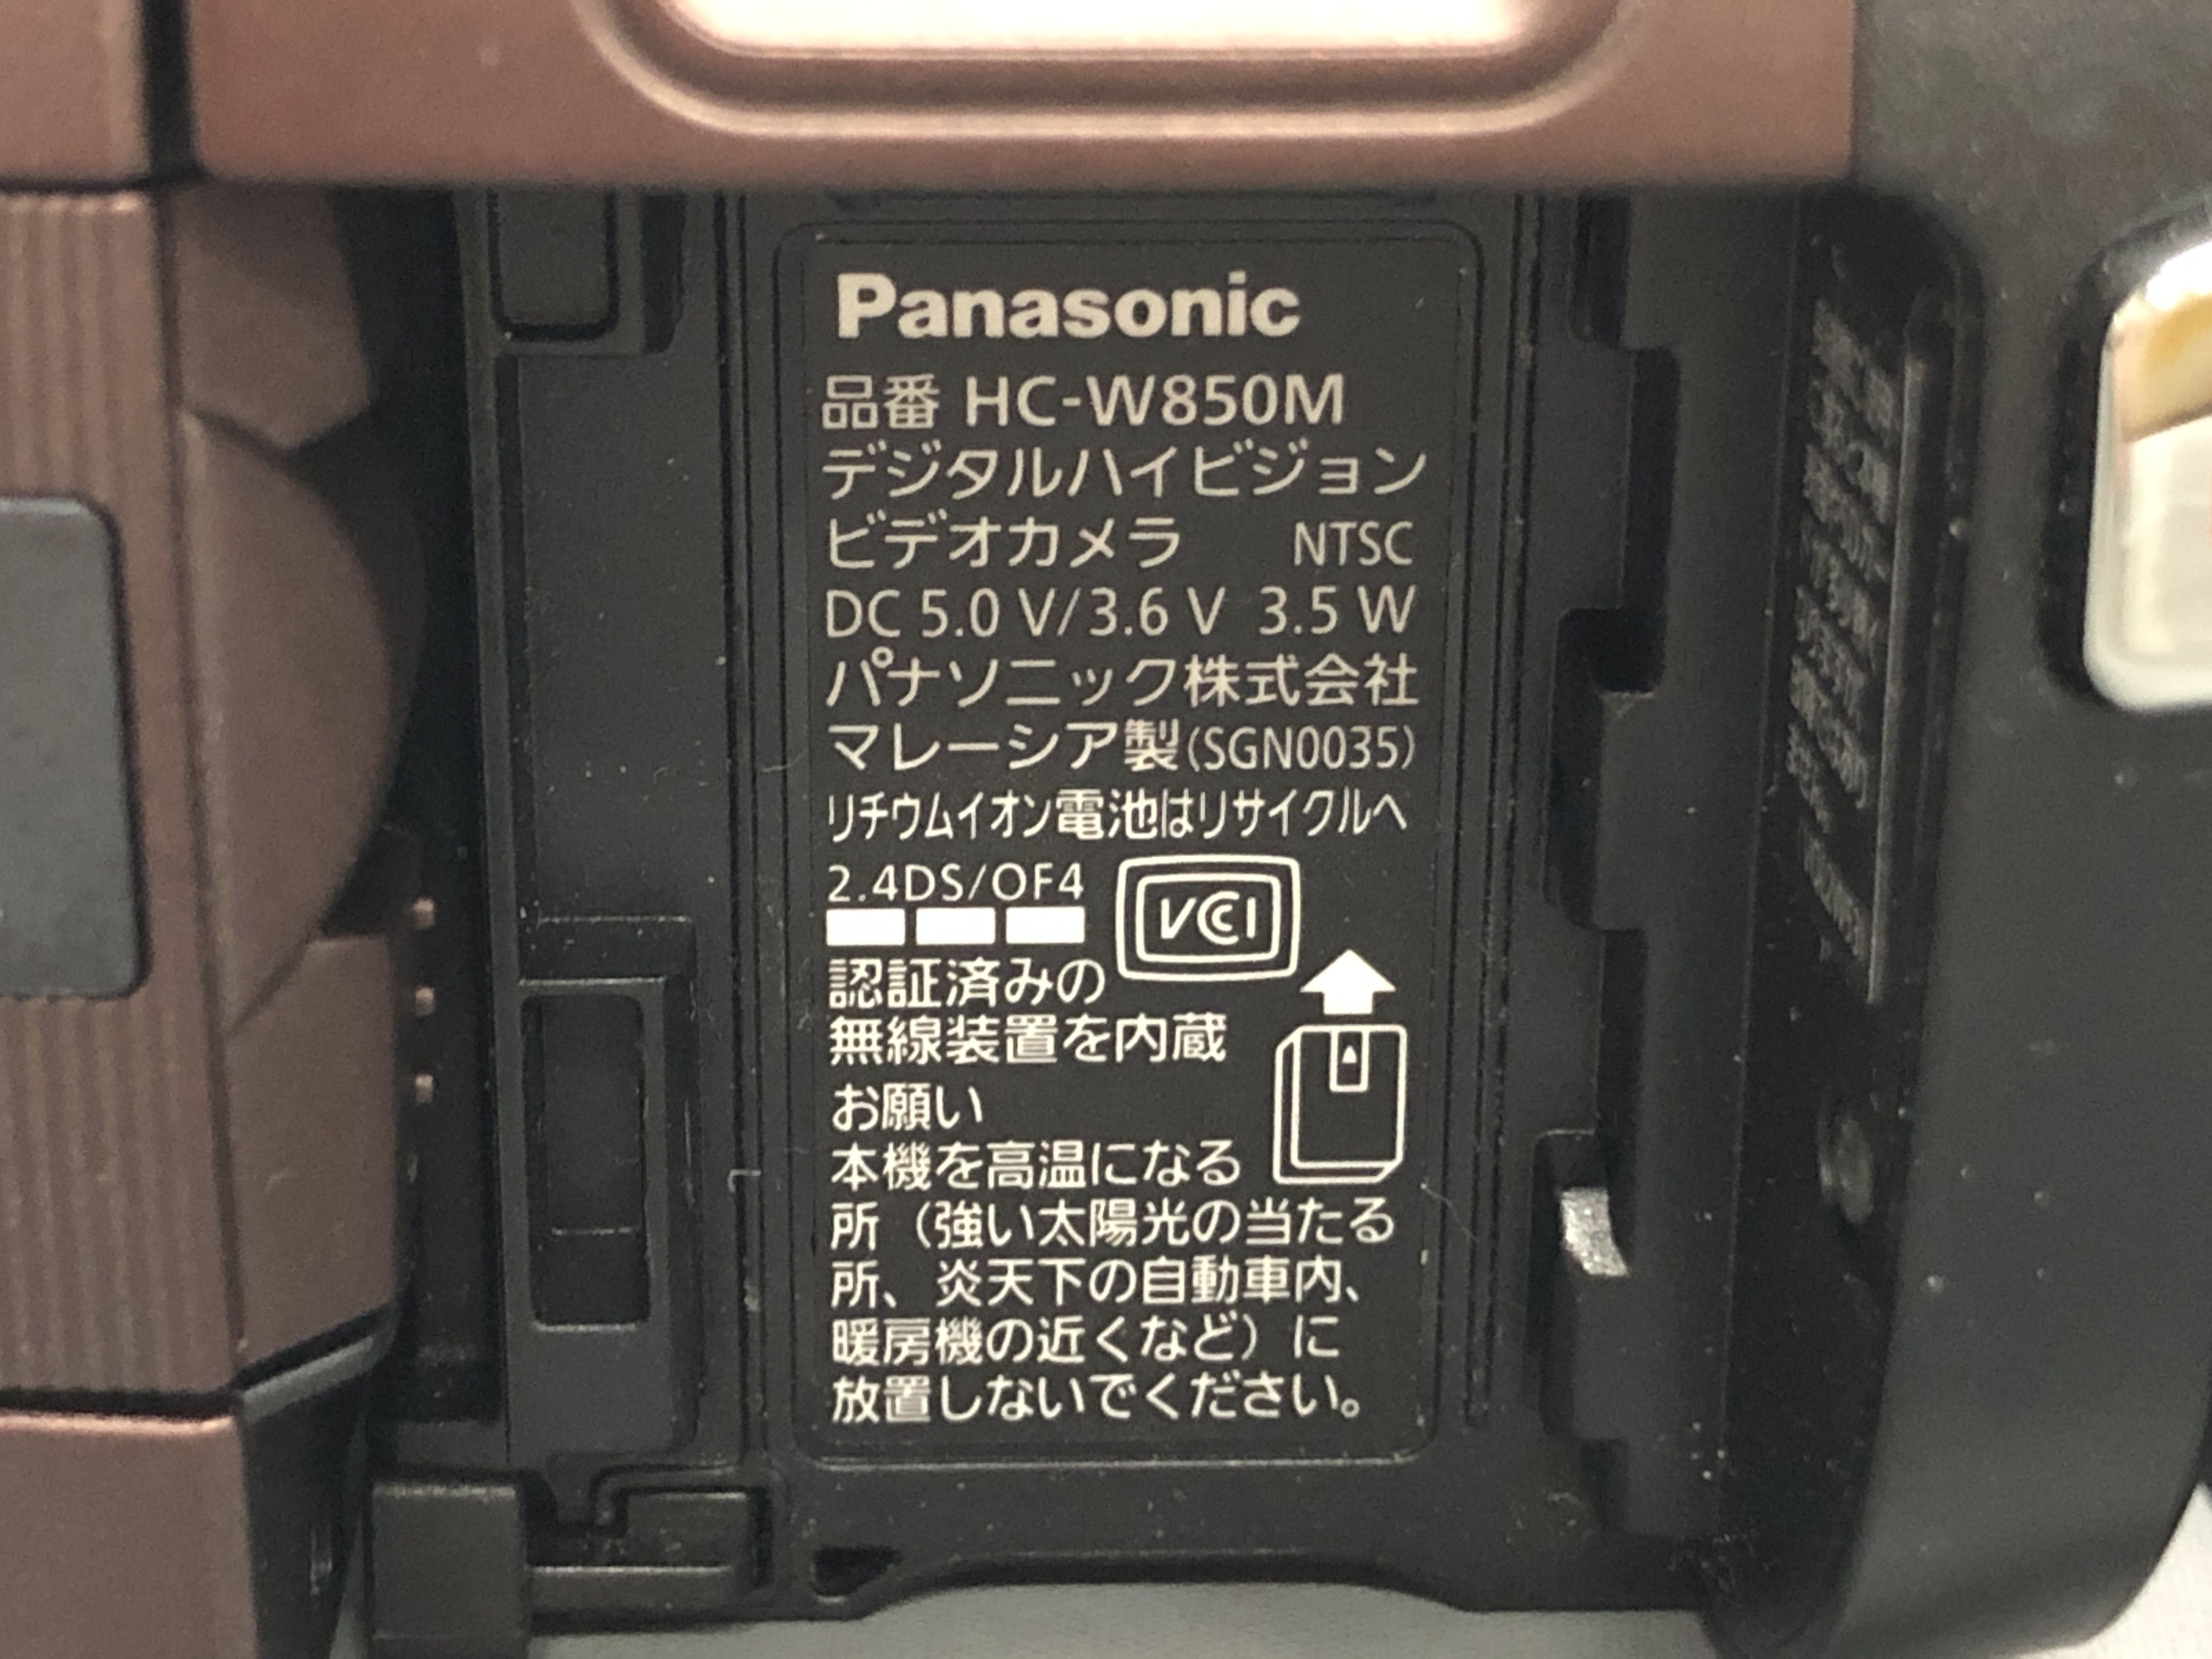 Panasonic
品番 HC-W850M
デジタルハイビジョン
ビデオカメラ NTSC
DC 5.0 V/3.6 V 3.5 W
パナソニック株式会社
マレーシア製(SGN0035)
リチウムイオン電池はリサイクルへ
2.4DS/OF4
VCCI
認証済みの
無線装置を内蔵
お願い
本機を高温になる
所（強い太陽光の当たる
所、炎天下の自動車内、
暖房機の近くなど）に
放置しないでください。